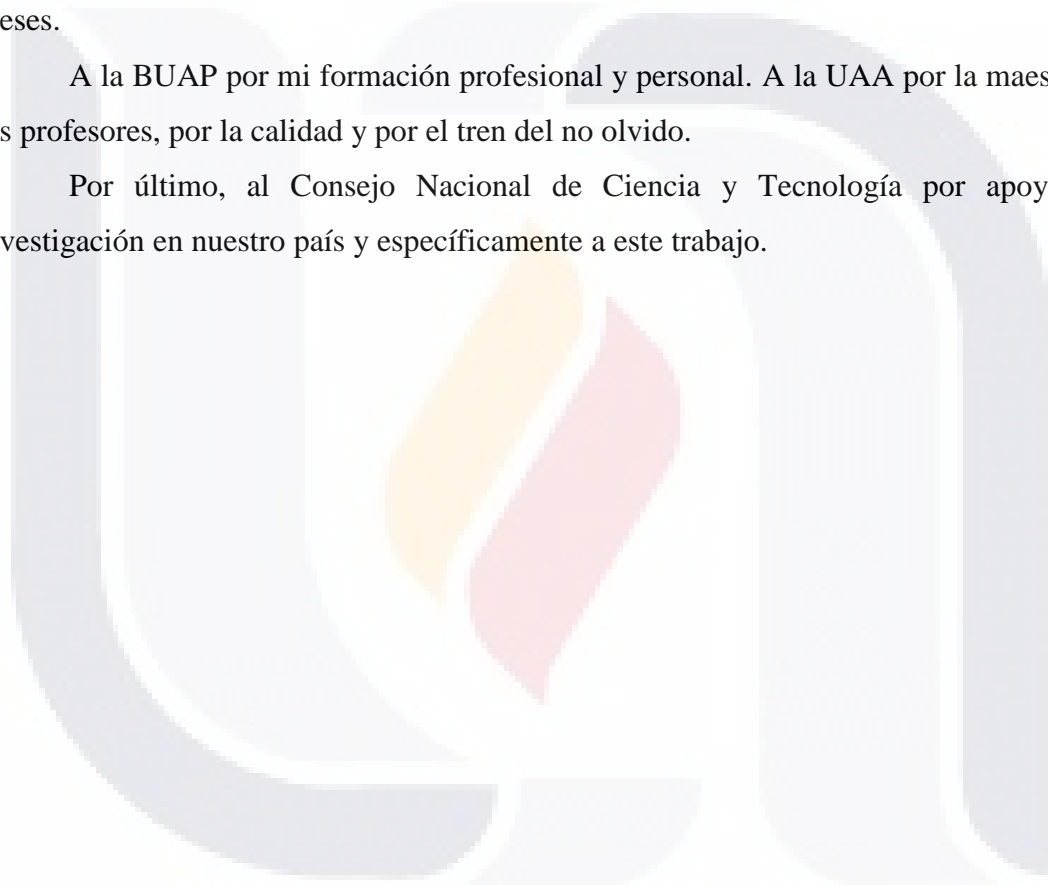 eses.
A la BUAP por mi formación profesional y personal. A la UAA por la maes
s profesores, por la calidad y por el tren del no olvido.
Por último, al Consejo Nacional de Ciencia y Tecnología por apoy
vestigación en nuestro país y específicamente a este trabajo.